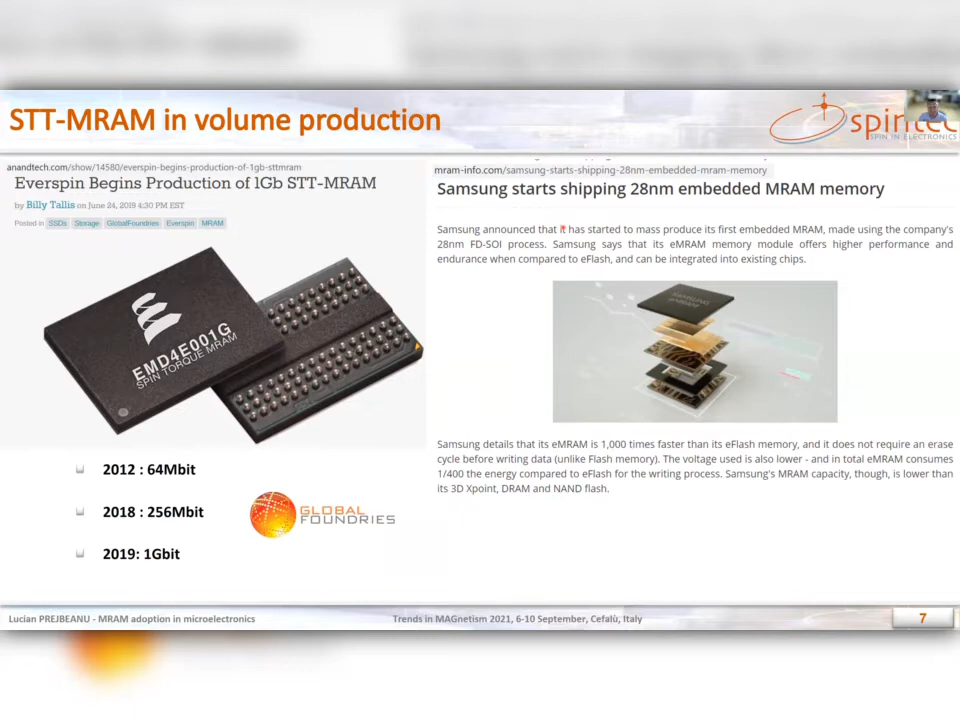 STT-MRAM in volume production
spintec
SPIN IN ELECTRONICS
anandtech.com/show/14580/everspin-begins-production-of-1gb-sttmram
Everspin Begins Production of 1Gb STT-MRAM
by Billy Tallis on June 24, 2019 4:30 PM EST
Posted in SSDs Storage GlobalFoundries Everspin MRAM
EMD4E001G
SPIN TORQUE MRAM
2012 : 64Mbit
2018 : 256Mbit
2019: 1Gbit
GLOBAL
FOUNDRIES
mram-info.com/samsung-starts-shipping-28nm-embedded-mram-memory
Samsung starts shipping 28nm embedded MRAM memory
Samsung announced that it has started to mass produce its first embedded MRAM, made using the company's
28nm FD-SOI process. Samsung says that its eMRAM memory module offers higher performance and
endurance when compared to eFlash, and can be integrated into existing chips.
SAMSUNG
Samsung details that its eMRAM is 1,000 times faster than its eFlash memory, and it does not require an erase
cycle before writing data (unlike Flash memory). The voltage used is also lower - and in total eMRAM consumes
1/400 the energy compared to eFlash for the writing process. Samsung's MRAM capacity, though, is lower than
its 3D Xpoint, DRAM and NAND flash.
Lucian PREJBEANU - MRAM adoption in microelectronics
Trends in MAGnetism 2021, 6-10 September, Cefalù, Italy
7